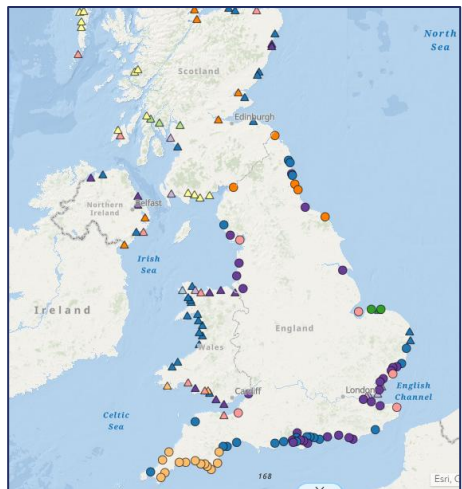 North
Sea
Scotland
Edinburgh
Northern
Ireland
Belfast
Irish
Sea
Ireland
England
Wales
Cardiff
London
English
Channel
Celtic
Sea
168
Esri, C